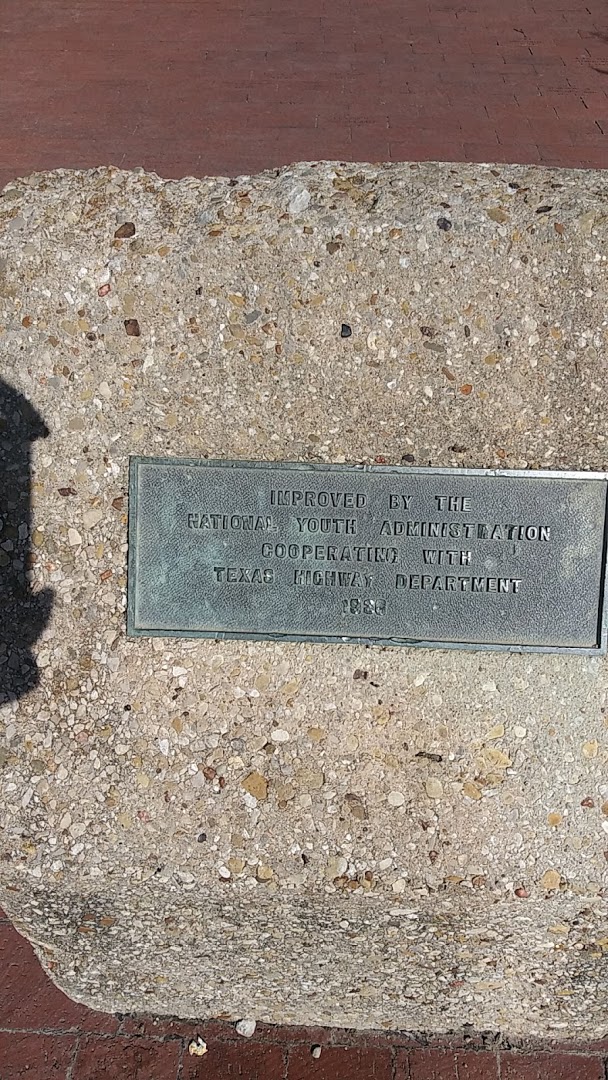 IMPROVED BY THE
NATIONAL YOUTH ADMINISTRATION
COOPERATING WITH
TEXAS HIGHWAY DEPARTMENT